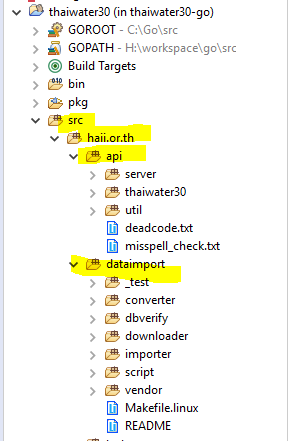 thaiwater30 (in thaiwater30-go)
GOROOT - C:\Go\src
GOPATH - H:\workspace\go\src
Build Targets
bin
pkg
src
haii.or.th
api
server
thaiwater30
util
deadcode.txt
misspell_check.txt
dataimport
_test
converter
dbverify
downloader
importer
script
vendor
Makefile.linux
README